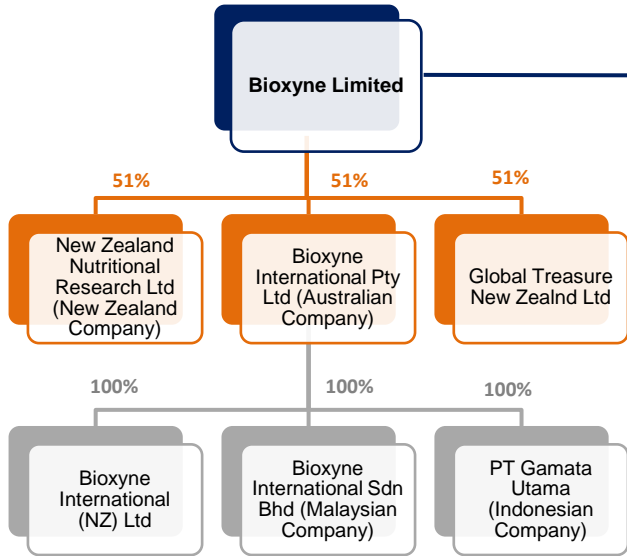 Bioxyne Limited
51%
51%
51%
New Zealand
Nutritional
Research Ltd
(New Zealand
Company)
Bioxyne
International Pty
Ltd (Australian
Company)
Global Treasure
New Zealnd Ltd
100%
100%
100%
Bioxyne
International
(NZ) Ltd
Bioxyne
International Sdn
Bhd (Malaysian
Company)
PT Gamata
Utama
(Indonesian
Company)